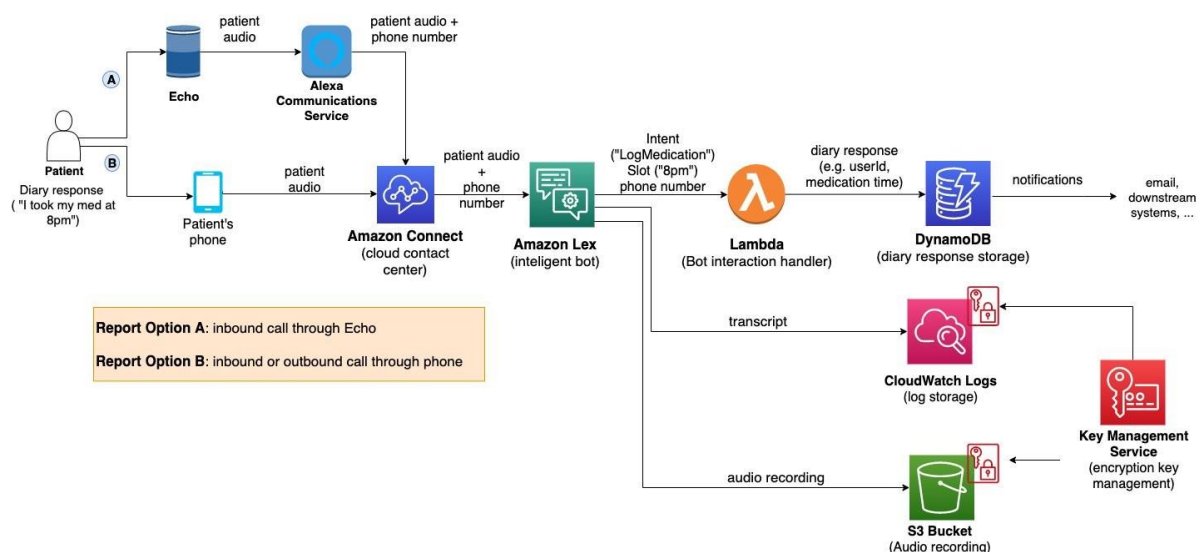 patient
audio
patient audio +
phone number
A
Echo
Alexa
Communications
Service
Patient
Diary response
( "I took my med at
8pm")
B
Patient's
phone
patient
audio
Amazon Connect
(cloud contact
center)
patient audio
+
phone
number
Amazon Lex
(inteligent bot)
Intent
("LogMedication")
Slot ("8pm")
phone number
Lambda
(Bot interaction handler)
diary response
(e.g. userId,
medication time)
DynamoDB
(diary response storage)
notifications
email,
downstream
systems, ...
Report Option A: inbound call through Echo
Report Option B: inbound or outbound call through phone
transcript
CloudWatch Logs
(log storage)
Key Management
Service
(encryption key
management)
audio recording
S3 Bucket
(Audio recording)